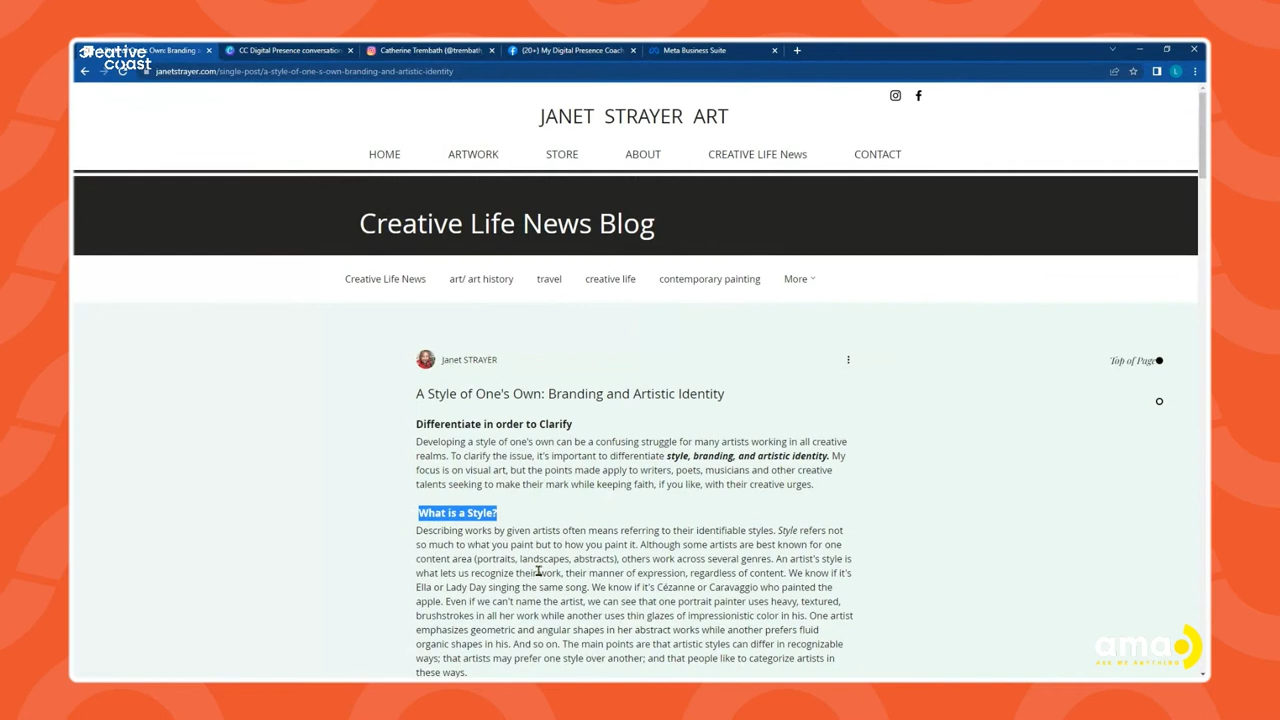 creative
coast
One's Own: Branding a
CC Digital Presence conversation
Catherine Trembath (@trembath_
(20+) My Digital Presence Coach
Meta Business Suite
janetstrayer.com/single-post/a-style-of-one-s-own-branding-and-artistic-identity
L
JANET STRAYER ART
HOME ARTWORK STORE ABOUT CREATIVE LIFE News CONTACT
Creative Life News Blog
Creative Life News art/ art history travel creative life contemporary painting More
Janet STRAYER
Top of Page
A Style of One's Own: Branding and Artistic Identity
Differentiate in order to Clarify
Developing a style of one's own can be a confusing struggle for many artists working in all creative
realms. To clarify the issue, it's important to differentiate style, branding, and artistic identity. My
focus is on visual art, but the points made apply to writers, poets, musicians and other creative
talents seeking to make their mark while keeping faith, if you like, with their creative urges.
What is a Style?
Describing works by given artists often means referring to their identifiable styles. Style refers not
so much to what you paint but to how you paint it. Although some artists are best known for one
content area (portraits, landscapes, abstracts), others work across several genres. An artist's style is
what lets us recognize their work, their manner of expression, regardless of content. We know if it's
Ella or Lady Day singing the same song. We know if it's Cézanne or Caravaggio who painted the
apple. Even if we can't name the artist, we can see that one portrait painter uses heavy, textured,
brushstrokes in all her work while another uses thin glazes of impressionistic color in his. One artist
emphasizes geometric and angular shapes in her abstract works while another prefers fluid
organic shapes in his. And so on. The main points are that artistic styles can differ in recognizable
ways; that artists may prefer one style over another; and that people like to categorize artists in
these ways.
ama
ASK ME ANYTHING